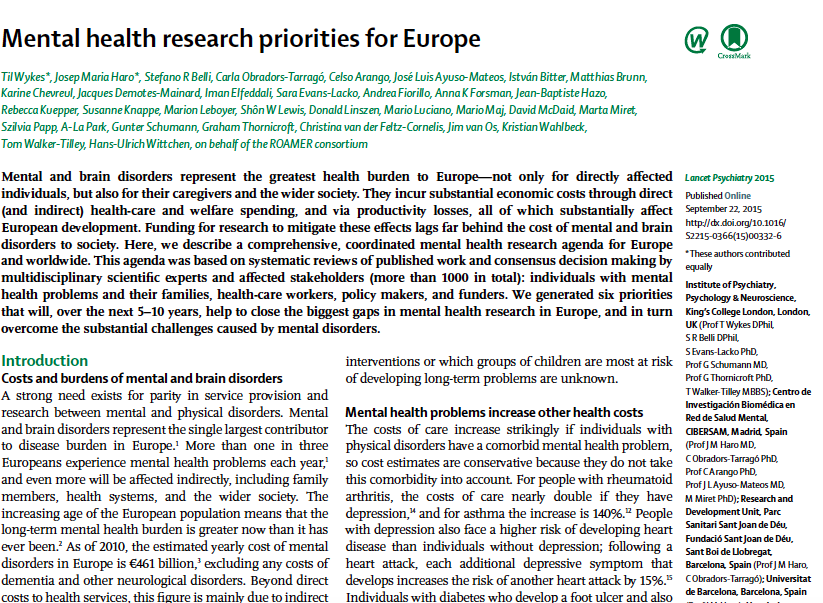 Mental health research priorities for Europe
CrossMark
Til Wykes*, Josep Maria Haro*, Stefano R Belli, Carla Obradors-Tarragó, Celso Arango, José Luis Ayuso-Mateos, István Bitter, Matthias Brunn,
Karine Chevreul, Jacques Demotes-Mainard, Iman Elfeddali, Sara Evans-Lacko, Andrea Fiorillo, Anna K Forsman, Jean-Baptiste Hazo,
Rebecca Kuepper, Susanne Knappe, Marion Leboyer, Shôn W Lewis, Donald Linszen, Mario Luciano, Mario Maj, David McDaid, Marta Miret,
Szilvia Papp, A-La Park, Gunter Schumann, Graham Thornicroft, Christina van der Feltz-Cornelis, Jim van Os, Kristian Wahlbeck,
Tom Walker-Tilley, Hans-Ulrich Wittchen, on behalf of the ROAMER consortium
Mental and brain disorders represent the greatest health burden to Europe—not only for directly affected
individuals, but also for their caregivers and the wider society. They incur substantial economic costs through direct
(and indirect) health-care and welfare spending, and via productivity losses, all of which substantially affect
European development. Funding for research to mitigate these effects lags far behind the cost of mental and brain
disorders to society. Here, we describe a comprehensive, coordinated mental health research agenda for Europe
and worldwide. This agenda was based on systematic reviews of published work and consensus decision making by
multidisciplinary scientific experts and affected stakeholders (more than 1000 in total): individuals with mental
health problems and their families, health-care workers, policy makers, and funders. We generated six priorities
that will, over the next 5–10 years, help to close the biggest gaps in mental health research in Europe, and in turn
overcome the substantial challenges caused by mental disorders.
Introduction
Costs and burdens of mental and brain disorders
A strong need exists for parity in service provision and
research between mental and physical disorders. Mental
and brain disorders represent the single largest contributor
to disease burden in Europe.1 More than one in three
Europeans experience mental health problems each year,1
and even more will be affected indirectly, including family
members, health systems, and the wider society. The
increasing age of the European population means that the
long-term mental health burden is greater now than it has
ever been.2 As of 2010, the estimated yearly cost of mental
disorders in Europe is €461 billion,3 excluding any costs of
dementia and other neurological disorders. Beyond direct
costs to health services, this figure is mainly due to indirect
interventions or which groups of children are most at risk
of developing long-term problems are unknown.
Mental health problems increase other health costs
The costs of care increase strikingly if individuals with
physical disorders have a comorbid mental health problem,
so cost estimates are conservative because they do not take
this comorbidity into account. For people with rheumatoid
arthritis, the costs of care nearly double if they have
depression,14 and for asthma the increase is 140%.12 People
with depression also face a higher risk of developing heart
disease than individuals without depression; following a
heart attack, each additional depressive symptom that
develops increases the risk of another heart attack by 15%.15
Individuals with diabetes who develop a foot ulcer and also
Lancet Psychiatry 2015
Published Online
September 22, 2015
http://dx.doi.org/10.1016/
S2215-0366(15)00332-6
*These authors contributed
equally
Institute of Psychiatry,
Psychology & Neuroscience,
King's College London, London,
UK (Prof T Wykes DPhil,
S R Belli DPhil,
S Evans-Lacko PhD,
Prof G Schumann MD,
Prof G Thornicroft PhD,
T Walker-Tilley MBBS); Centro de
Investigación Biomédica en
Red de Salud Mental,
CIBERSAM, Madrid, Spain
(Prof J M Haro MD,
C Obradors-Tarragó PhD,
Prof C Arango PhD,
Prof J L Ayuso-Mateos MD,
M Miret PhD); Research and
Development Unit, Parc
Sanitari Sant Joan de Déu,
Fundació Sant Joan de Déu,
Sant Boi de Llobregat,
Barcelona, Spain (Prof J M Haro,
C Obradors-Tarragó); Universitat
de Barcelona, Barcelona, Spain